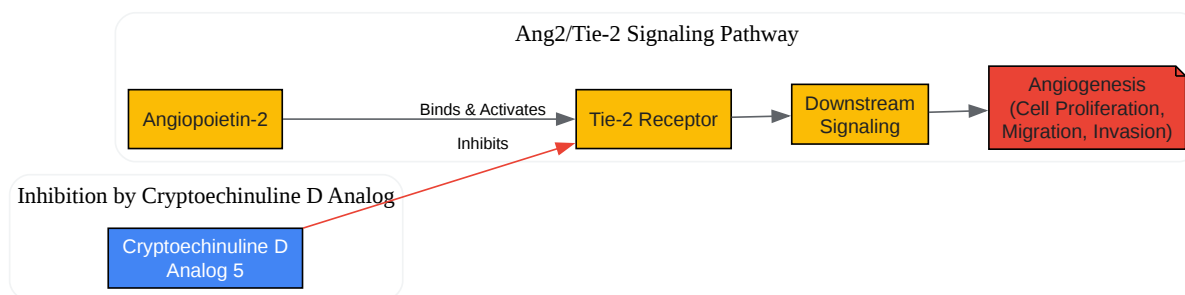 Ang2/Tie-2 Signaling Pathway
Angiopoietin-2
Binds & Activates
Tie-2 Receptor
Downstream
Signaling
Angiogenesis
(Cell Proliferation,
Migration, Invasion)
Inhibits
Inhibition by Cryptoechinuline D Analog
Cryptoechinuline D
Analog 5